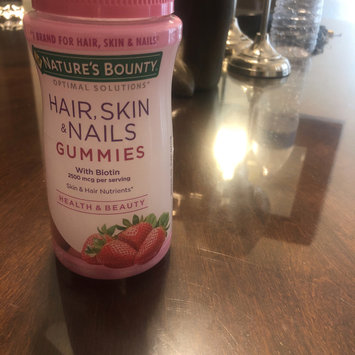 #1 BRAND FOR HAIR, SKIN & NAILS*
NATURE'S BOUNTY
OPTIMAL SOLUTIONS®
HAIR, SKIN
& NAILS
GUMMIES
With Biotin
2500 mcg per serving
Skin & Hair Nutrients*
HEALTH & BEAUTY